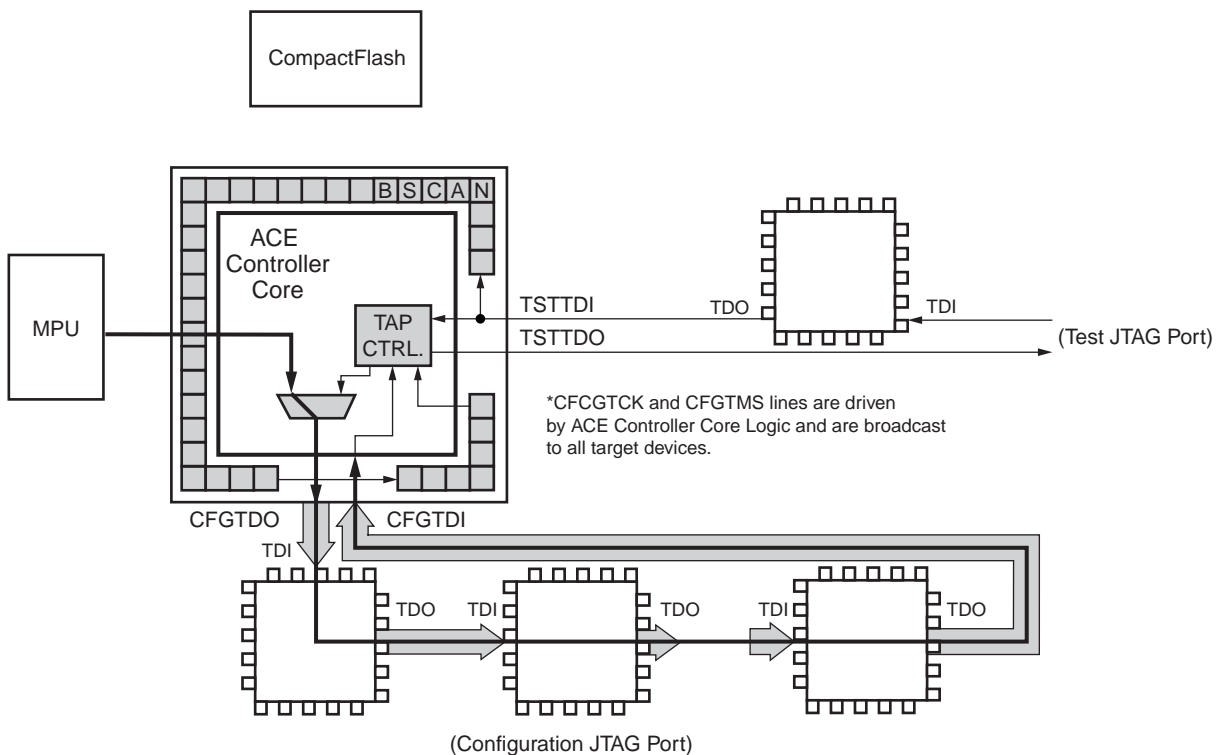 CompactFlash
BSCAN
ACE
Controller
Core
MPU
TAP
CTRL.
TSTTDI
TSTTDO
TDO
TDI
(Test JTAG Port)
*CFCGTCK and CFGTMS lines are driven
by ACE Controller Core Logic and are broadcast
to all target devices.
CFGTDO
CFGTDI
TDI
TDO
TDI
TDO
TDI
TDO
(Configuration JTAG Port)